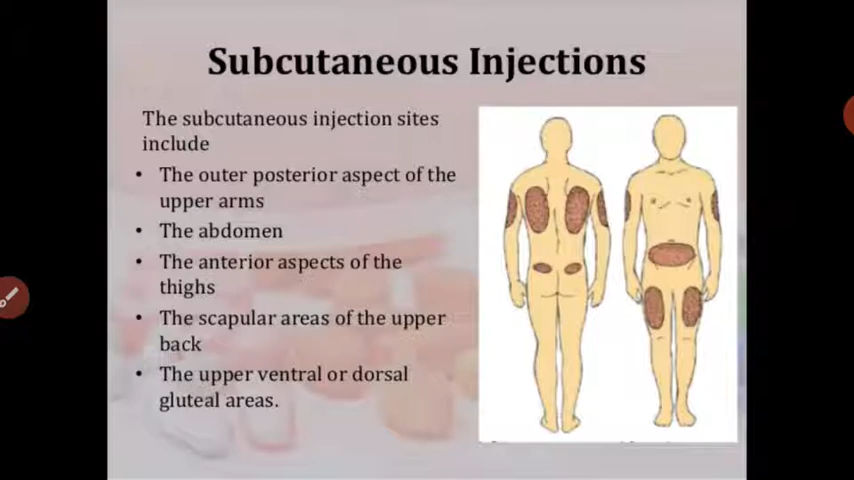 Subcutaneous Injections
The subcutaneous injection sites
include
• The outer posterior aspect of the
upper arms
• The abdomen
• The anterior aspects of the
thighs
• The scapular areas of the upper
back
• The upper ventral or dorsal
gluteal areas.